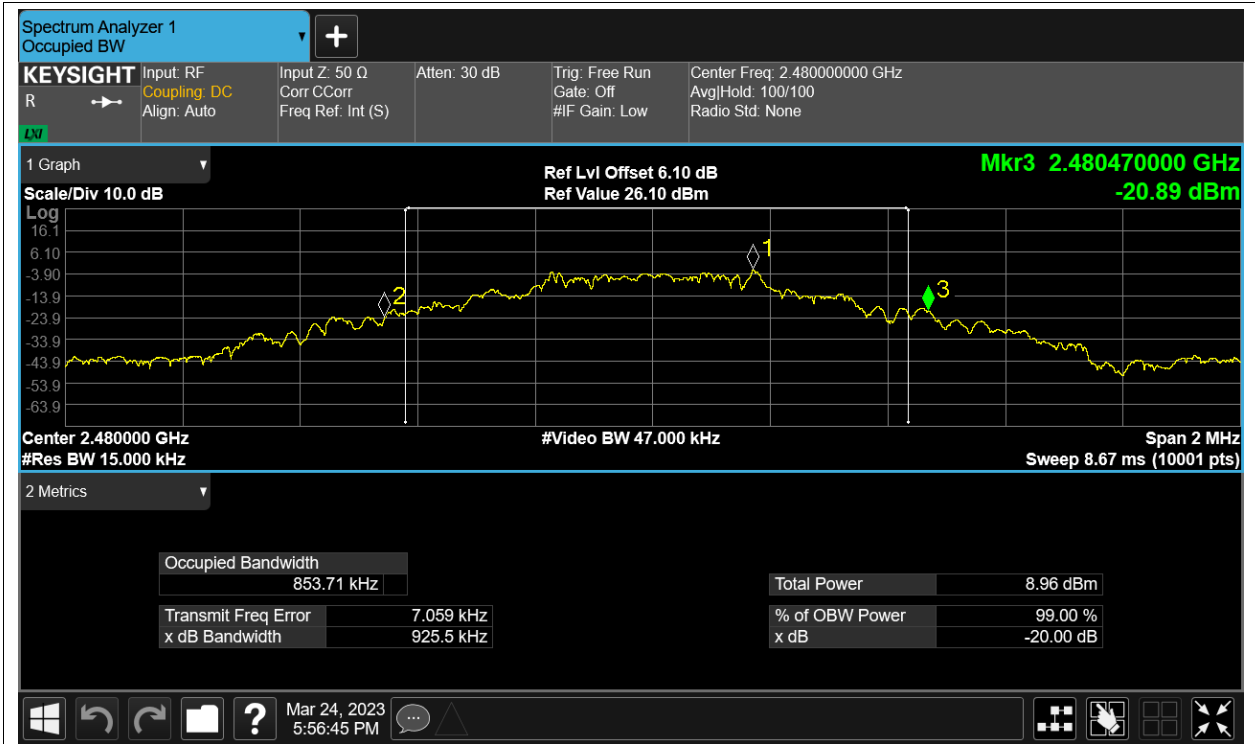 Spectrum Analyzer 1
Occupied BW
KEYSIGHT
R
LXI
Input: RF
Coupling: DC
Align: Auto
Input Z: 50 Ω
Corr CCorr
Freq Ref: Int (S)
Atten: 30 dB
Trig: Free Run
Gate: Off
#IF Gain: Low
Center Freq: 2.480000000 GHz
Avg|Hold: 100/100
Radio Std: None
1 Graph
Scale/Div 10.0 dB
Ref Lvl Offset 6.10 dB
Ref Value 26.10 dBm
Mkr3 2.480470000 GHz
-20.89 dBm
Log
16.1
6.10
-3.90
-13.9
-23.9
-33.9
-43.9
-53.9
-63.9
1
2
3
Center 2.480000 GHz
#Res BW 15.000 kHz
#Video BW 47.000 kHz
Span 2 MHz
Sweep 8.67 ms (10001 pts)
2 Metrics
Occupied Bandwidth
853.71 kHz
Transmit Freq Error 7.059 kHz
x dB Bandwidth 925.5 kHz
Total Power 8.96 dBm
% of OBW Power 99.00 %
x dB -20.00 dB
?
Mar 24, 2023
5:56:45 PM